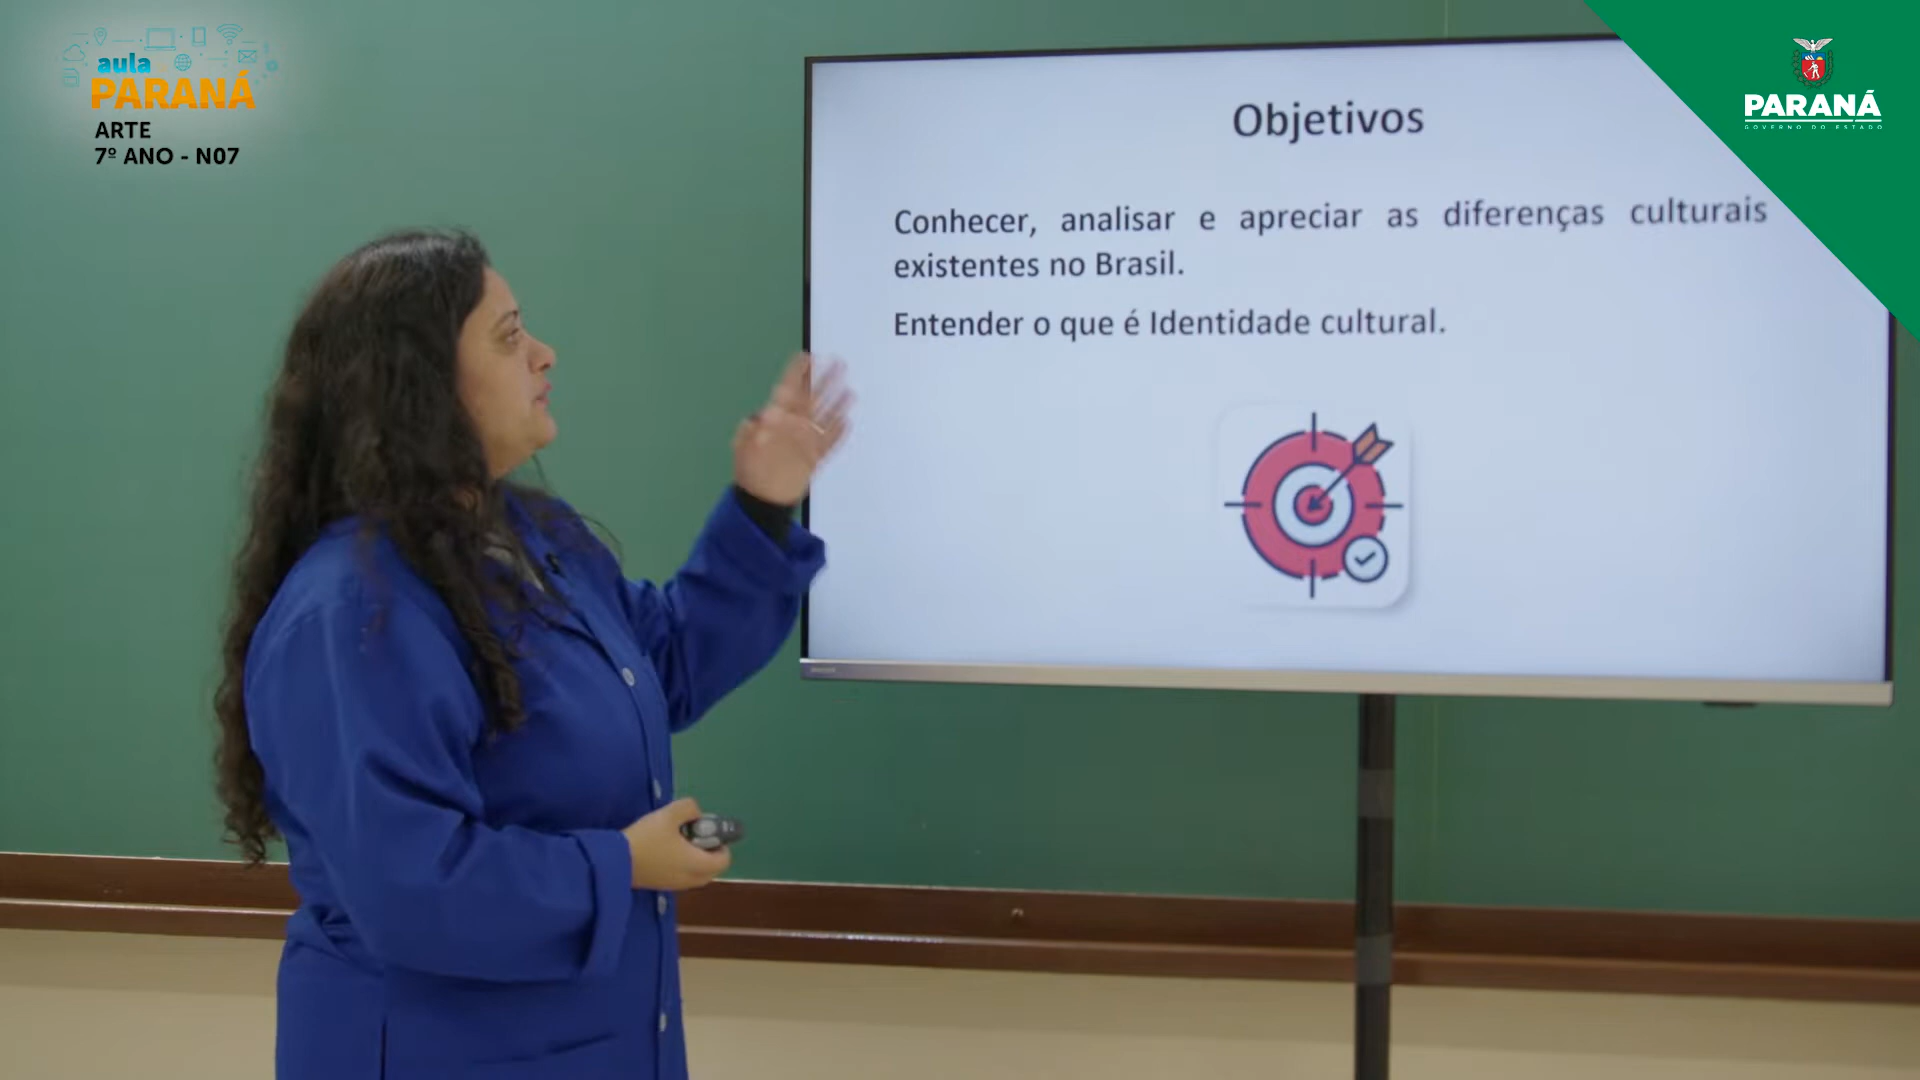 aula
PARANÁ
ARTE
7º ANO - N07
Objetivos
Conhecer, analisar e apreciar as diferenças culturais
existentes no Brasil.
Entender o que é Identidade cultural.
PARANÁ
GOVERNO DO ESTADO